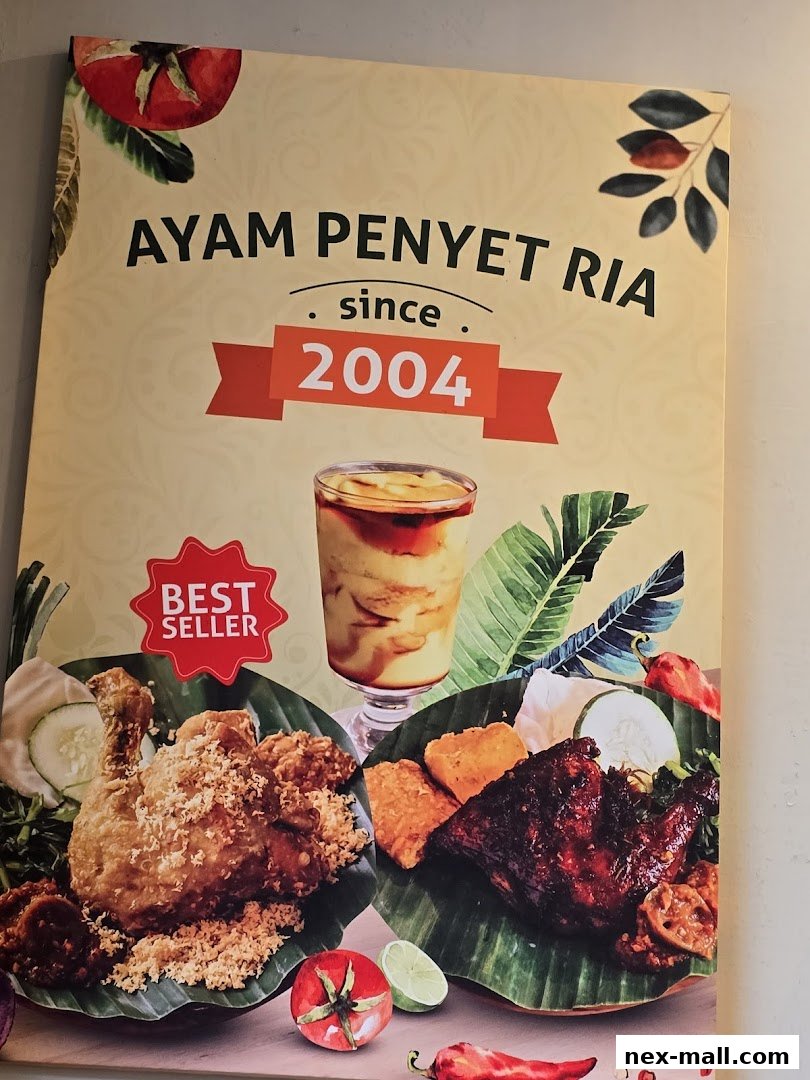 AYAM PENYET RIA
since
2004
BEST
SELLER
nex-mall.com